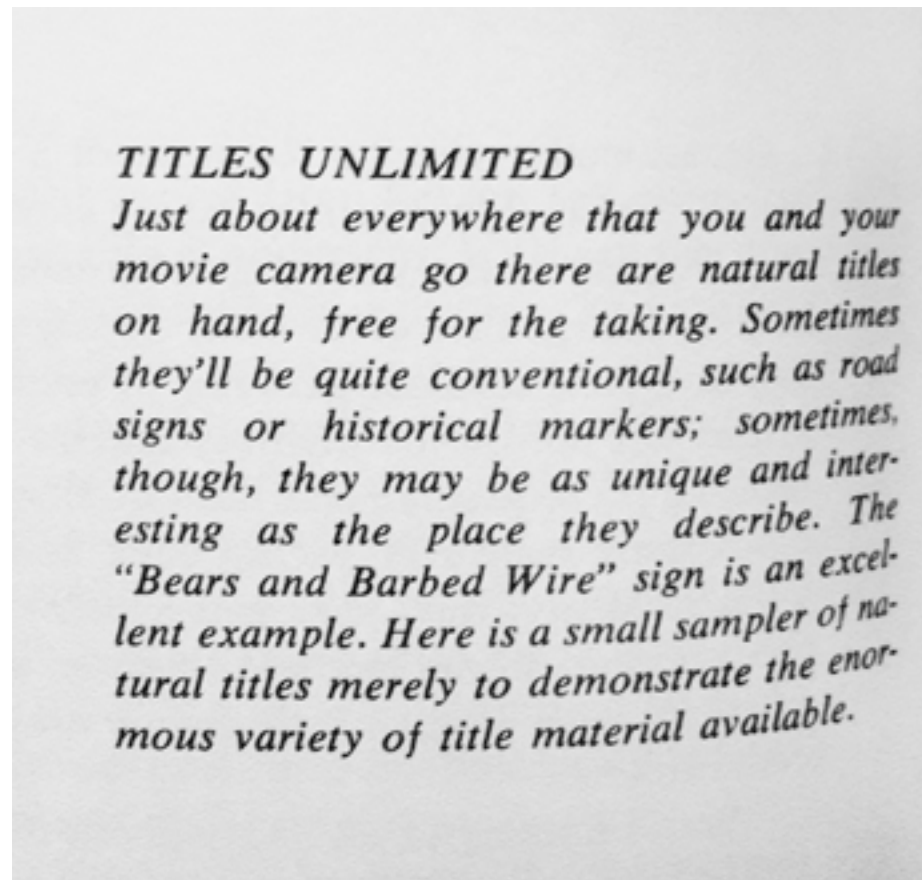 TITLES UNLIMITED
Just about everywhere that you and your
movie camera go there are natural titles
on hand, free for the taking. Sometimes
they'll be quite conventional, such as road
signs or historical markers; sometimes,
though, they may be as unique and inter-
esting as the place they describe. The
“Bears and Barbed Wire” sign is an excel-
lent example. Here is a small sampler of na-
tural titles merely to demonstrate the enor-
mous variety of title material available.